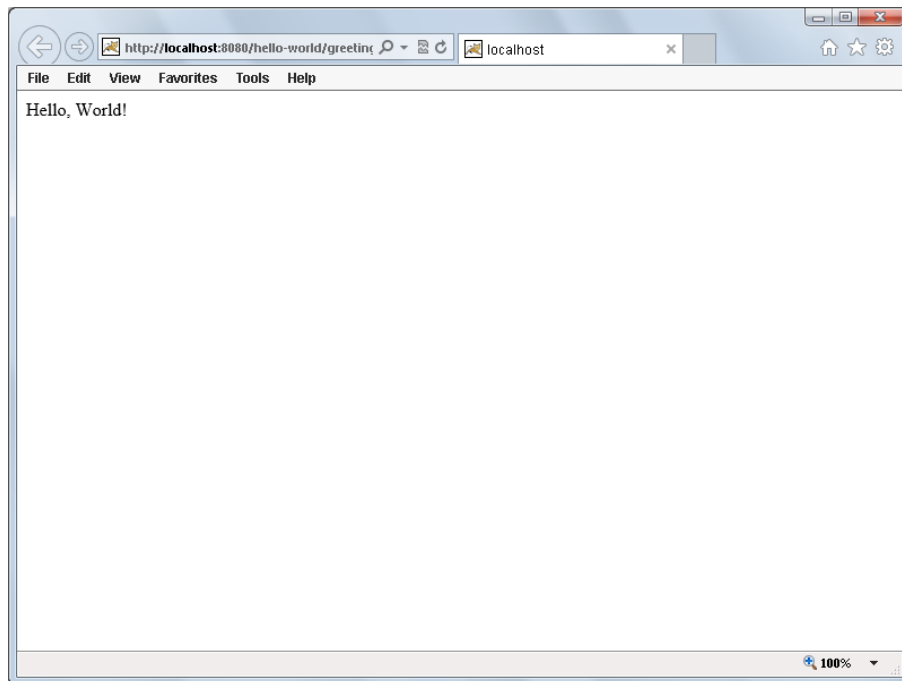 http://localhost:8080/hello-world/greeting
localhost
File Edit View Favorites Tools Help
Hello, World!
100%